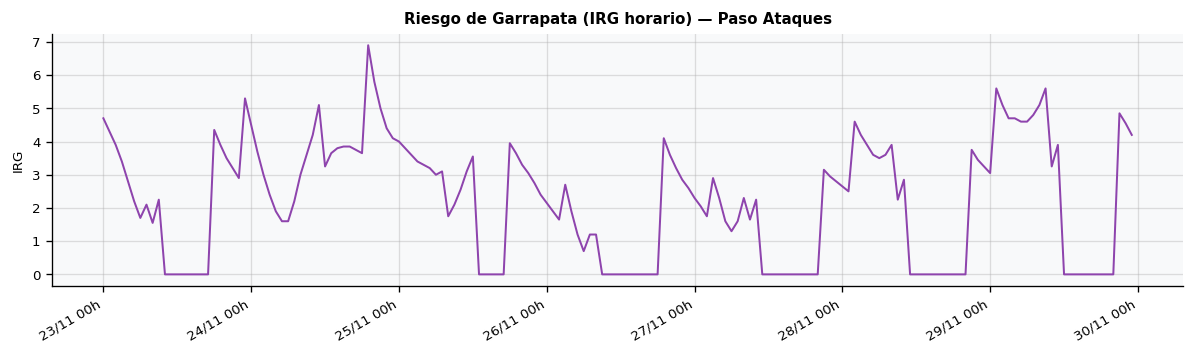 Riesgo de Garrapata (IRG horario) — Paso Ataques
IRG
7
6
5
4
3
2
1
0
23/11 00h
24/11 00h
25/11 00h
26/11 00h
27/11 00h
28/11 00h
29/11 00h
30/11 00h